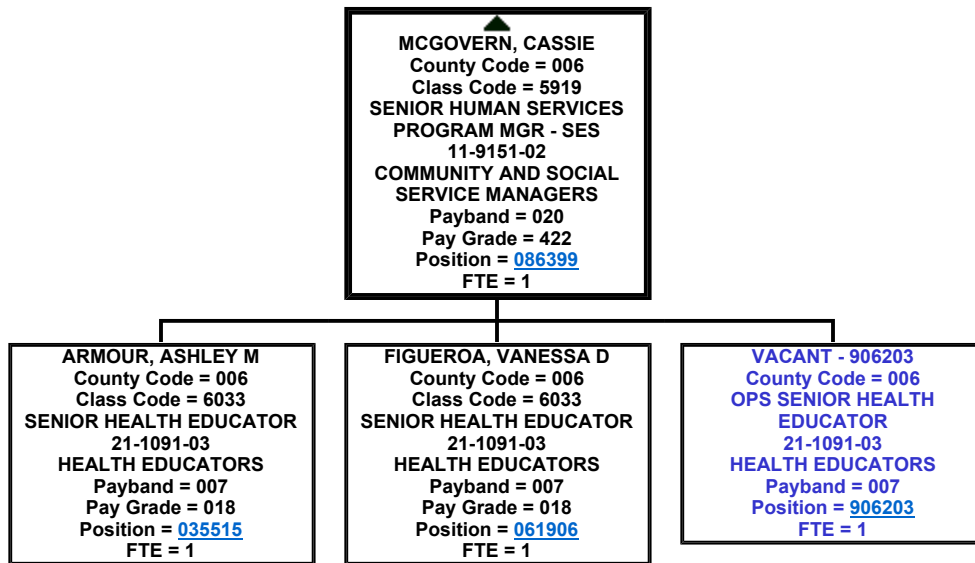 MCGOVERN, CASSIE
County Code = 006
Class Code = 5919
SENIOR HUMAN SERVICES
PROGRAM MGR - SES
11-9151-02
COMMUNITY AND SOCIAL
SERVICE MANAGERS
Payband = 020
Pay Grade = 422
Position = 086399
FTE = 1
ARMOUR, ASHLEY M
County Code = 006
Class Code = 6033
SENIOR HEALTH EDUCATOR
21-1091-03
HEALTH EDUCATORS
Payband = 007
Pay Grade = 018
Position = 035515
FTE = 1
FIGUEROA, VANESSA D
County Code = 006
Class Code = 6033
SENIOR HEALTH EDUCATOR
21-1091-03
HEALTH EDUCATORS
Payband = 007
Pay Grade = 018
Position = 061906
FTE = 1
VACANT - 906203
County Code = 006
OPS SENIOR HEALTH
EDUCATOR
21-1091-03
HEALTH EDUCATORS
Payband = 007
Position = 906203
FTE = 1